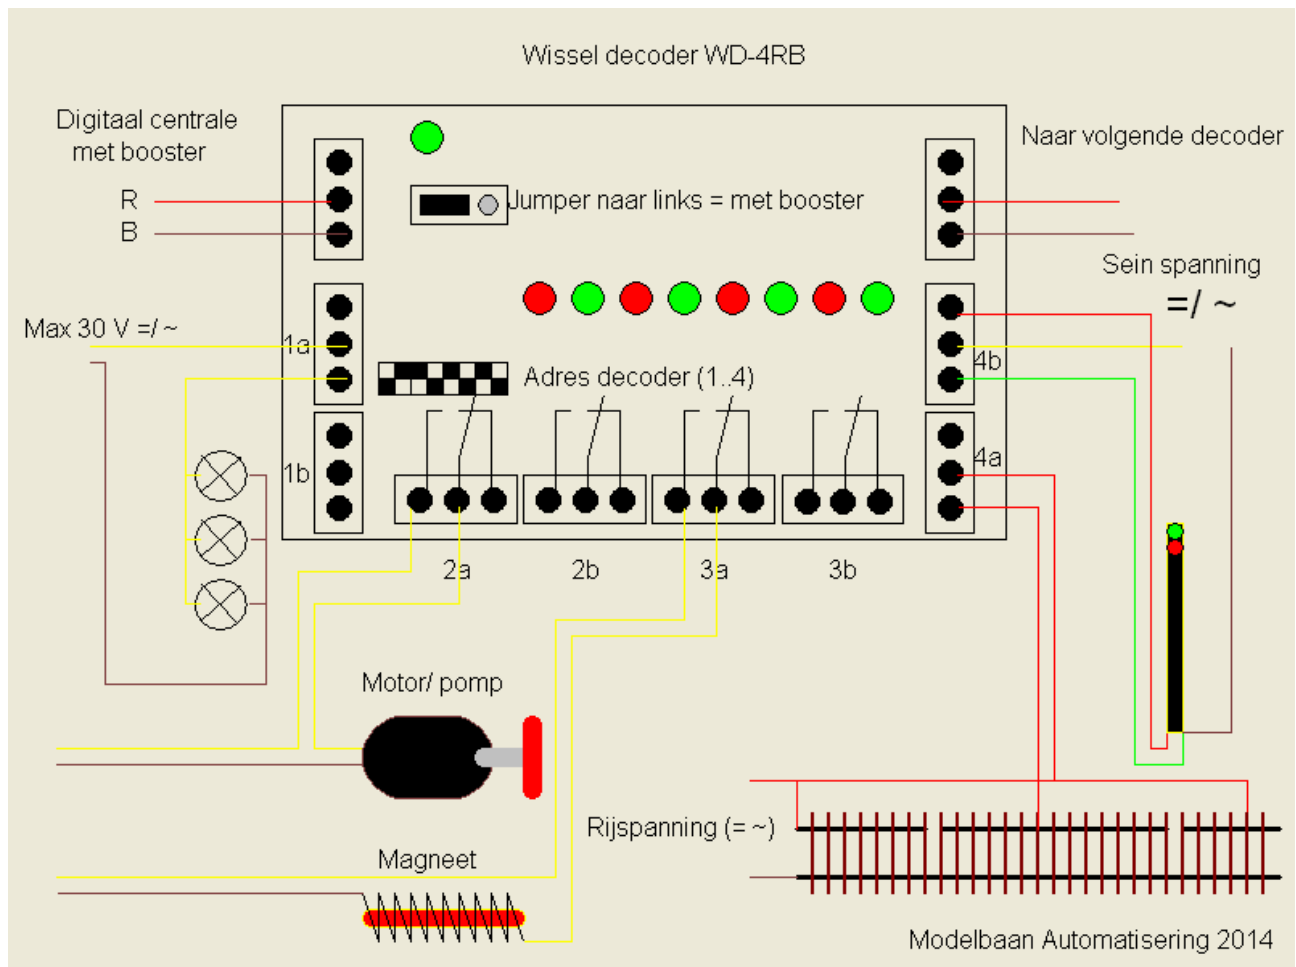 Wissel decoder WD-4RB
Digitaal centrale
met booster
Naar volgende decoder
R
B
Jumper naar links = met booster
Sein spanning
=/ ~
Max 30 V =/ ~
1a
4b
Adres decoder (1..4)
1b
4a
2a
2b
3a
3b
Motor/ pomp
Rijspanning (= ~)
Magneet
Modelbaan Automatisering 2014